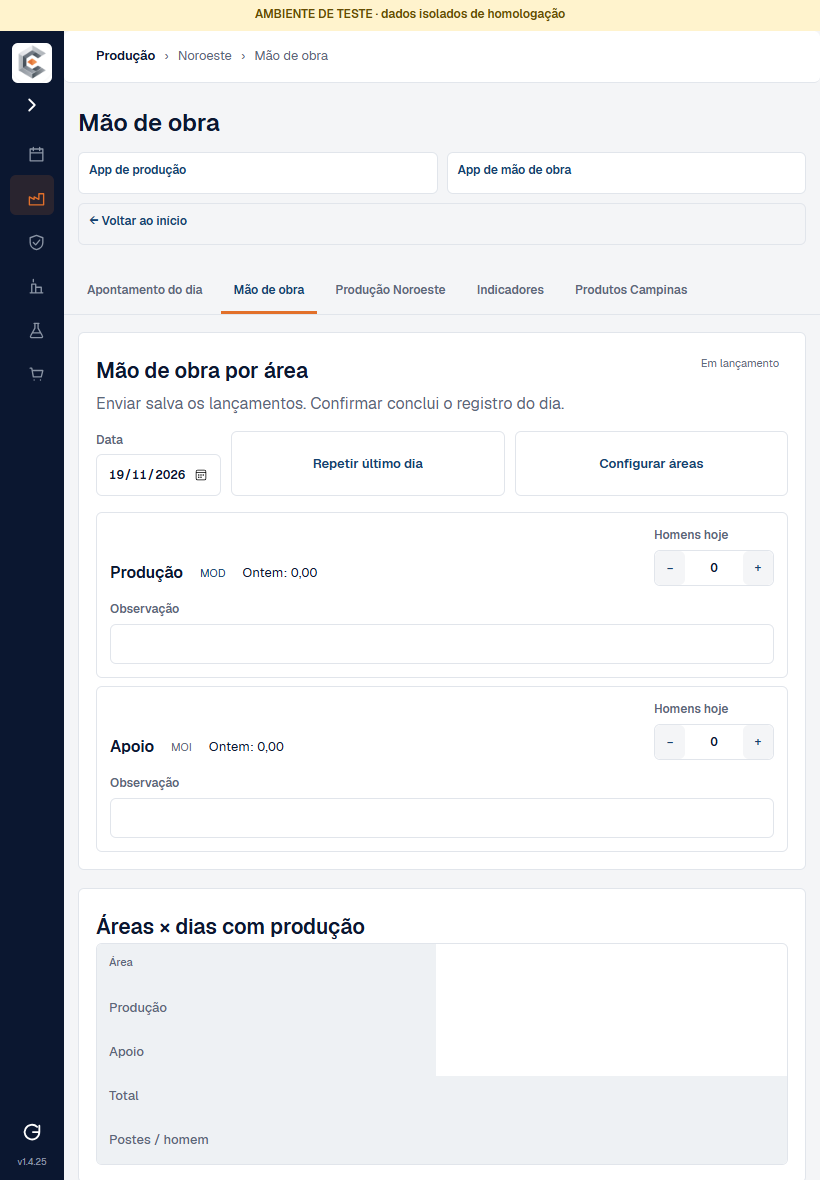 AMBIENTE DE TESTE · dados isolados de homologação
Produção › Noroeste › Mão de obra
Mão de obra
App de produção
App de mão de obra
← Voltar ao início
Apontamento do dia
Mão de obra
Produção Noroeste
Indicadores
Produtos Campinas
Mão de obra por área
Em lançamento
Enviar salva os lançamentos. Confirmar conclui o registro do dia.
Data
19/11/2026
Repetir último dia
Configurar áreas
Homens hoje
Produção MOD Ontem: 0,00
− 0 +
Observação
Homens hoje
Apoio MOI Ontem: 0,00
− 0 +
Observação
Áreas × dias com produção
Área
Produção
Apoio
Total
Postes / homem
v1.4.25